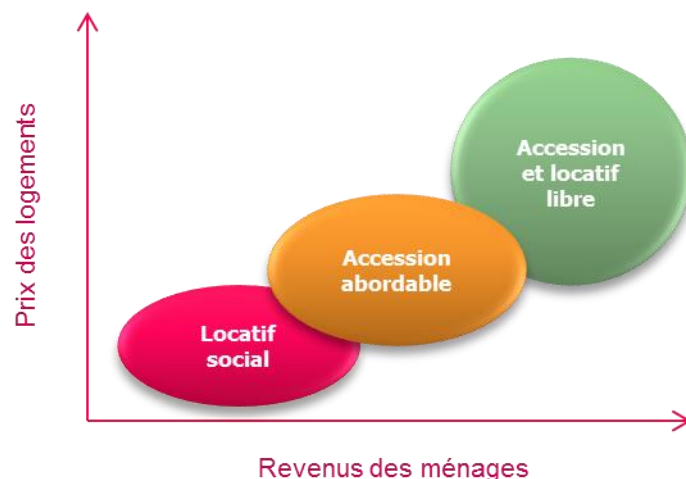 Prix des logements
Accession
et locatif
libre
Accession
abordable
Locatif
social
Revenus des ménages